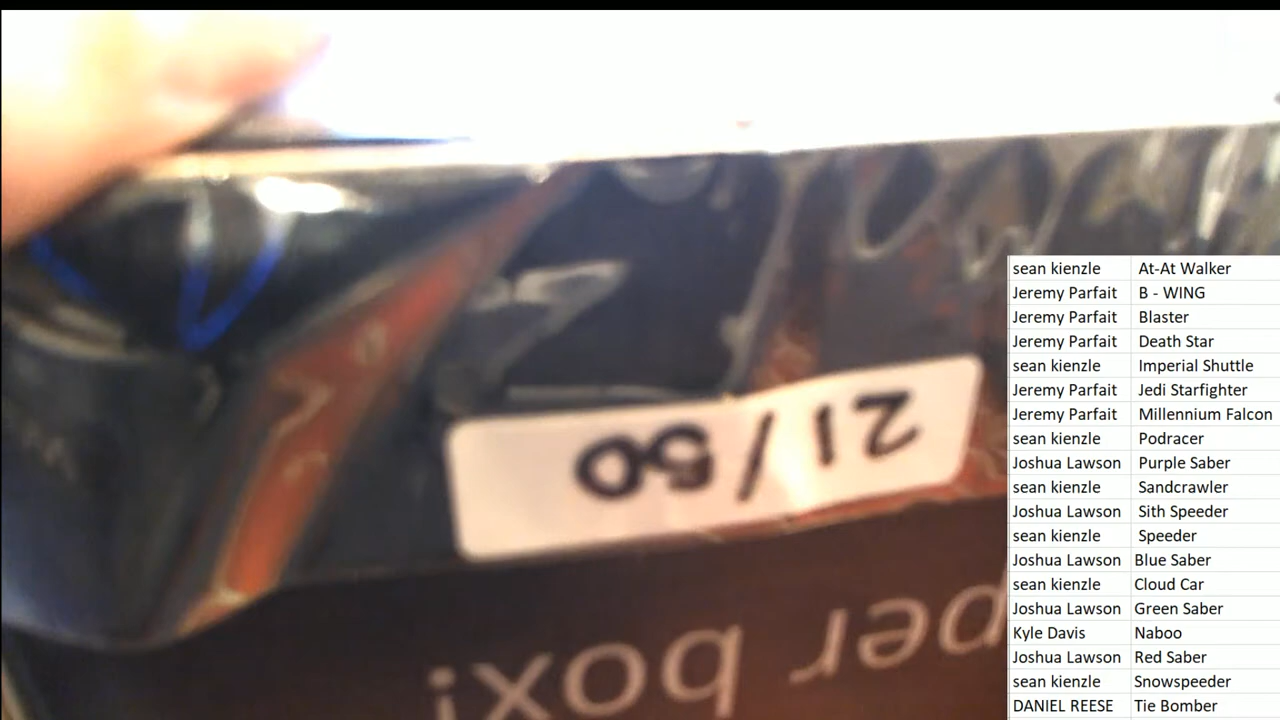 21/50
per box!
sean kienzle At-At Walker
Jeremy Parfait B - WING
Jeremy Parfait Blaster
Jeremy Parfait Death Star
sean kienzle Imperial Shuttle
Jeremy Parfait Jedi Starfighter
Jeremy Parfait Millennium Falcon
sean kienzle Podracer
Joshua Lawson Purple Saber
sean kienzle Sandcrawler
Joshua Lawson Sith Speeder
sean kienzle Speeder
Joshua Lawson Blue Saber
sean kienzle Cloud Car
Joshua Lawson Green Saber
Kyle Davis Naboo
Joshua Lawson Red Saber
sean kienzle Snowspeeder
DANIEL REESE Tie Bomber